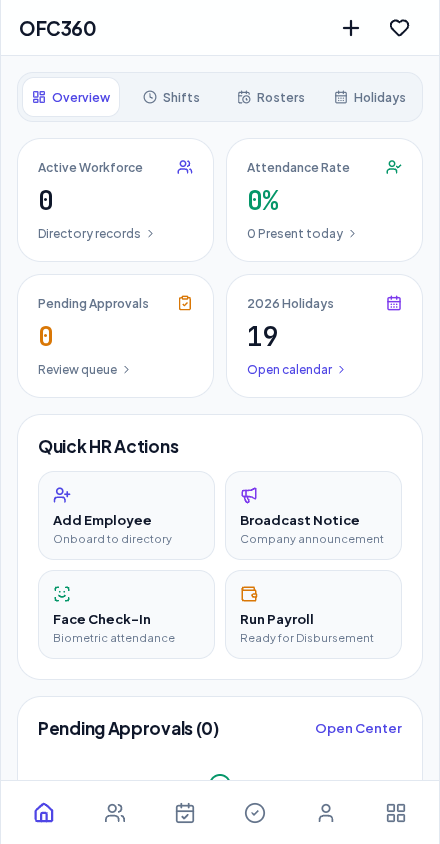 OFC360
Overview
Shifts
Rosters
Holidays
Active Workforce
0
Directory records
Attendance Rate
0%
0 Present today
Pending Approvals
0
Review queue
2026 Holidays
19
Open calendar
Quick HR Actions
Add Employee
Onboard to directory
Broadcast Notice
Company announcement
Face Check-In
Biometric attendance
Run Payroll
Ready for Disbursement
Pending Approvals (0)
Open Center